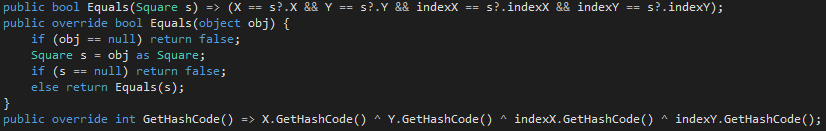 public bool Equals(Square s) => (X == s?.X && Y == s?.Y && indexX == s?.indexX && indexY == s?.indexY);
public override bool Equals(object obj) {
    if (obj == null) return false;
    Square s = obj as Square;
    if (s == null) return false;
    else return Equals(s);
}
public override int GetHashCode() => X.GetHashCode() ^ Y.GetHashCode() ^ indexX.GetHashCode() ^ indexY.GetHashCode();